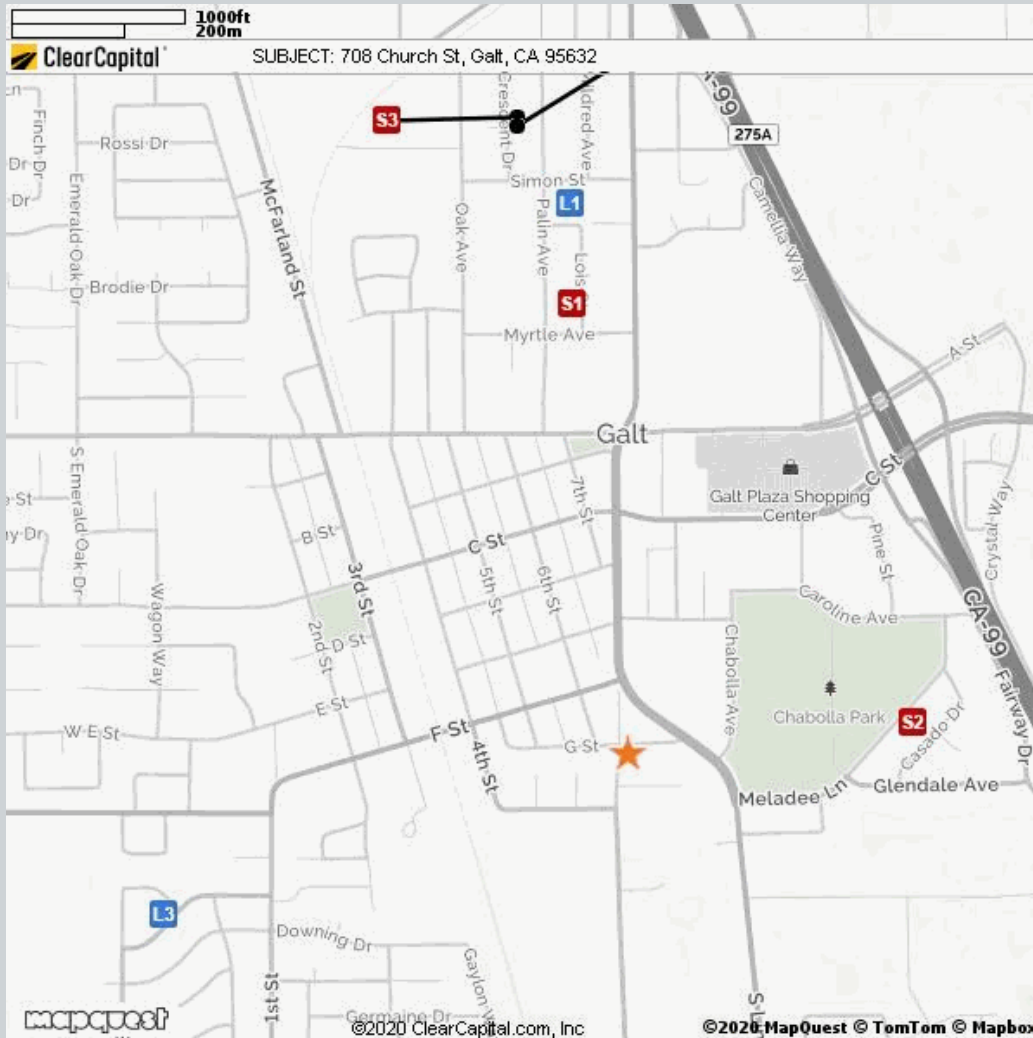 1000ft
200m
ClearCapital
SUBJECT: 708 Church St, Galt, CA 95632
CA-99
275A
S3
Crescent Dr
Finch Dr
Rossi Dr
Dr
Dr
Simon St
L1
Camellia Way
Emerald Oak Dr
McFarland St
Oak Ave
Palin Ave
Lois
Brodie Dr
S1
Myrtle Ave
A St
Galt
C St
Galt Plaza Shopping
Center
7th St
S Emerald Oak Dr
St
Dr
B St
C St
Pine St
Crystal Way
3rd St
5th St
6th St
Wagon Way
Caroline Ave
CA-99
2nd St
D St
Chabolla Ave
Fairway Dr
E St
Chabolla Park
S2
Casado Dr
W E St
F St
4th St
G St
Glendale Ave
Meladee Ln
L3
Downing Dr
1st St
Gaylon W
Germaine Dr
mapquest
©2020 ClearCapital.com, Inc
©2020 MapQuest © TomTom © Mapbox